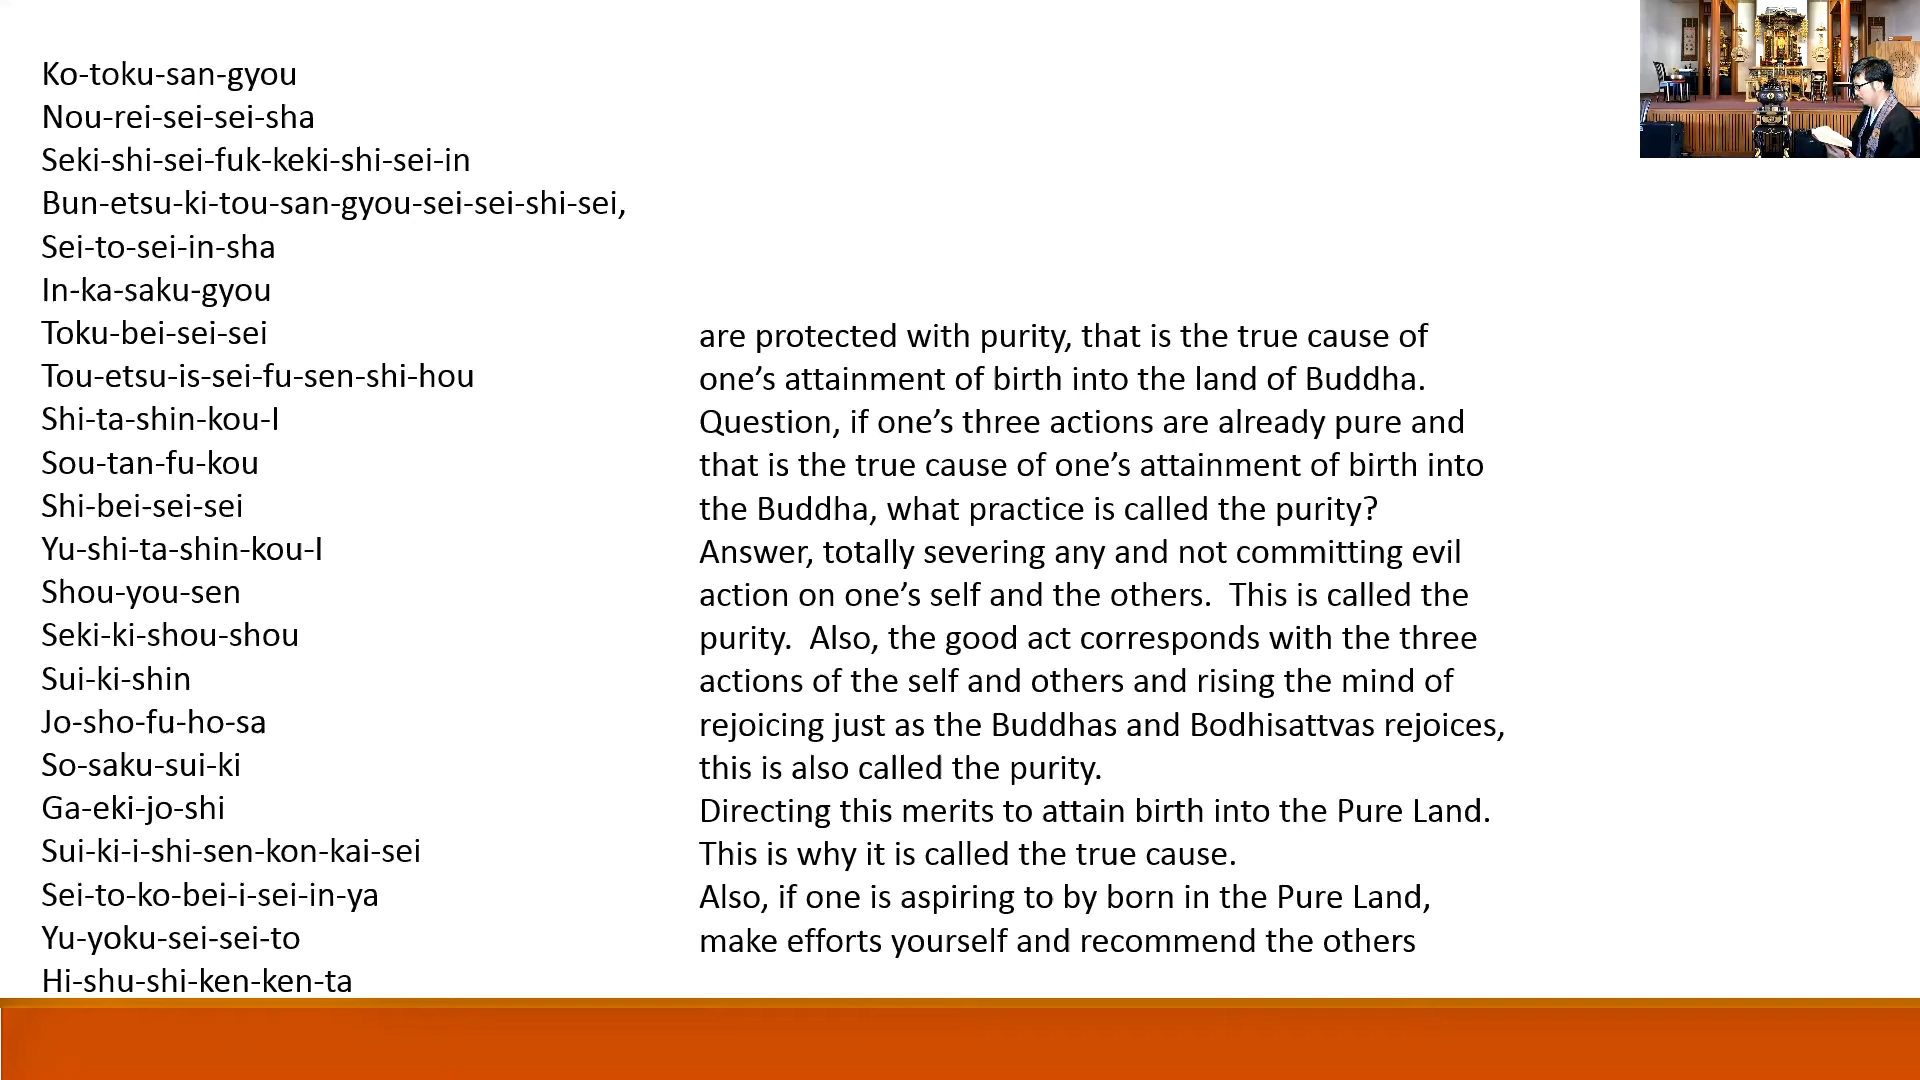 Ko-toku-san-gyou
Nou-rei-sei-sei-sha
Seki-shi-sei-fuk-keki-shi-sei-in
Bun-etsu-ki-tou-san-gyou-sei-sei-shi-sei,
Sei-to-sei-in-sha
In-ka-saku-gyou
Toku-bei-sei-sei
Tou-etsu-is-sei-fu-sen-shi-hou
Shi-ta-shin-kou-I
Sou-tan-fu-kou
Shi-bei-sei-sei
Yu-shi-ta-shin-kou-I
Shou-you-sen
Seki-ki-shou-shou
Sui-ki-shin
Jo-sho-fu-ho-sa
So-saku-sui-ki
Ga-eki-jo-shi
Sui-ki-i-shi-sen-kon-kai-sei
Sei-to-ko-bei-i-sei-in-ya
Yu-yoku-sei-sei-to
Hi-shu-shi-ken-ken-ta
are protected with purity, that is the true cause of
one’s attainment of birth into the land of Buddha.
Question, if one’s three actions are already pure and
that is the true cause of one’s attainment of birth into
the Buddha, what practice is called the purity?
Answer, totally severing any and not committing evil
action on one’s self and the others.  This is called the
purity.  Also, the good act corresponds with the three
actions of the self and others and rising the mind of
rejoicing just as the Buddhas and Bodhisattvas rejoices,
this is also called the purity.
Directing this merits to attain birth into the Pure Land.
This is why it is called the true cause.
Also, if one is aspiring to by born in the Pure Land,
make efforts yourself and recommend the others